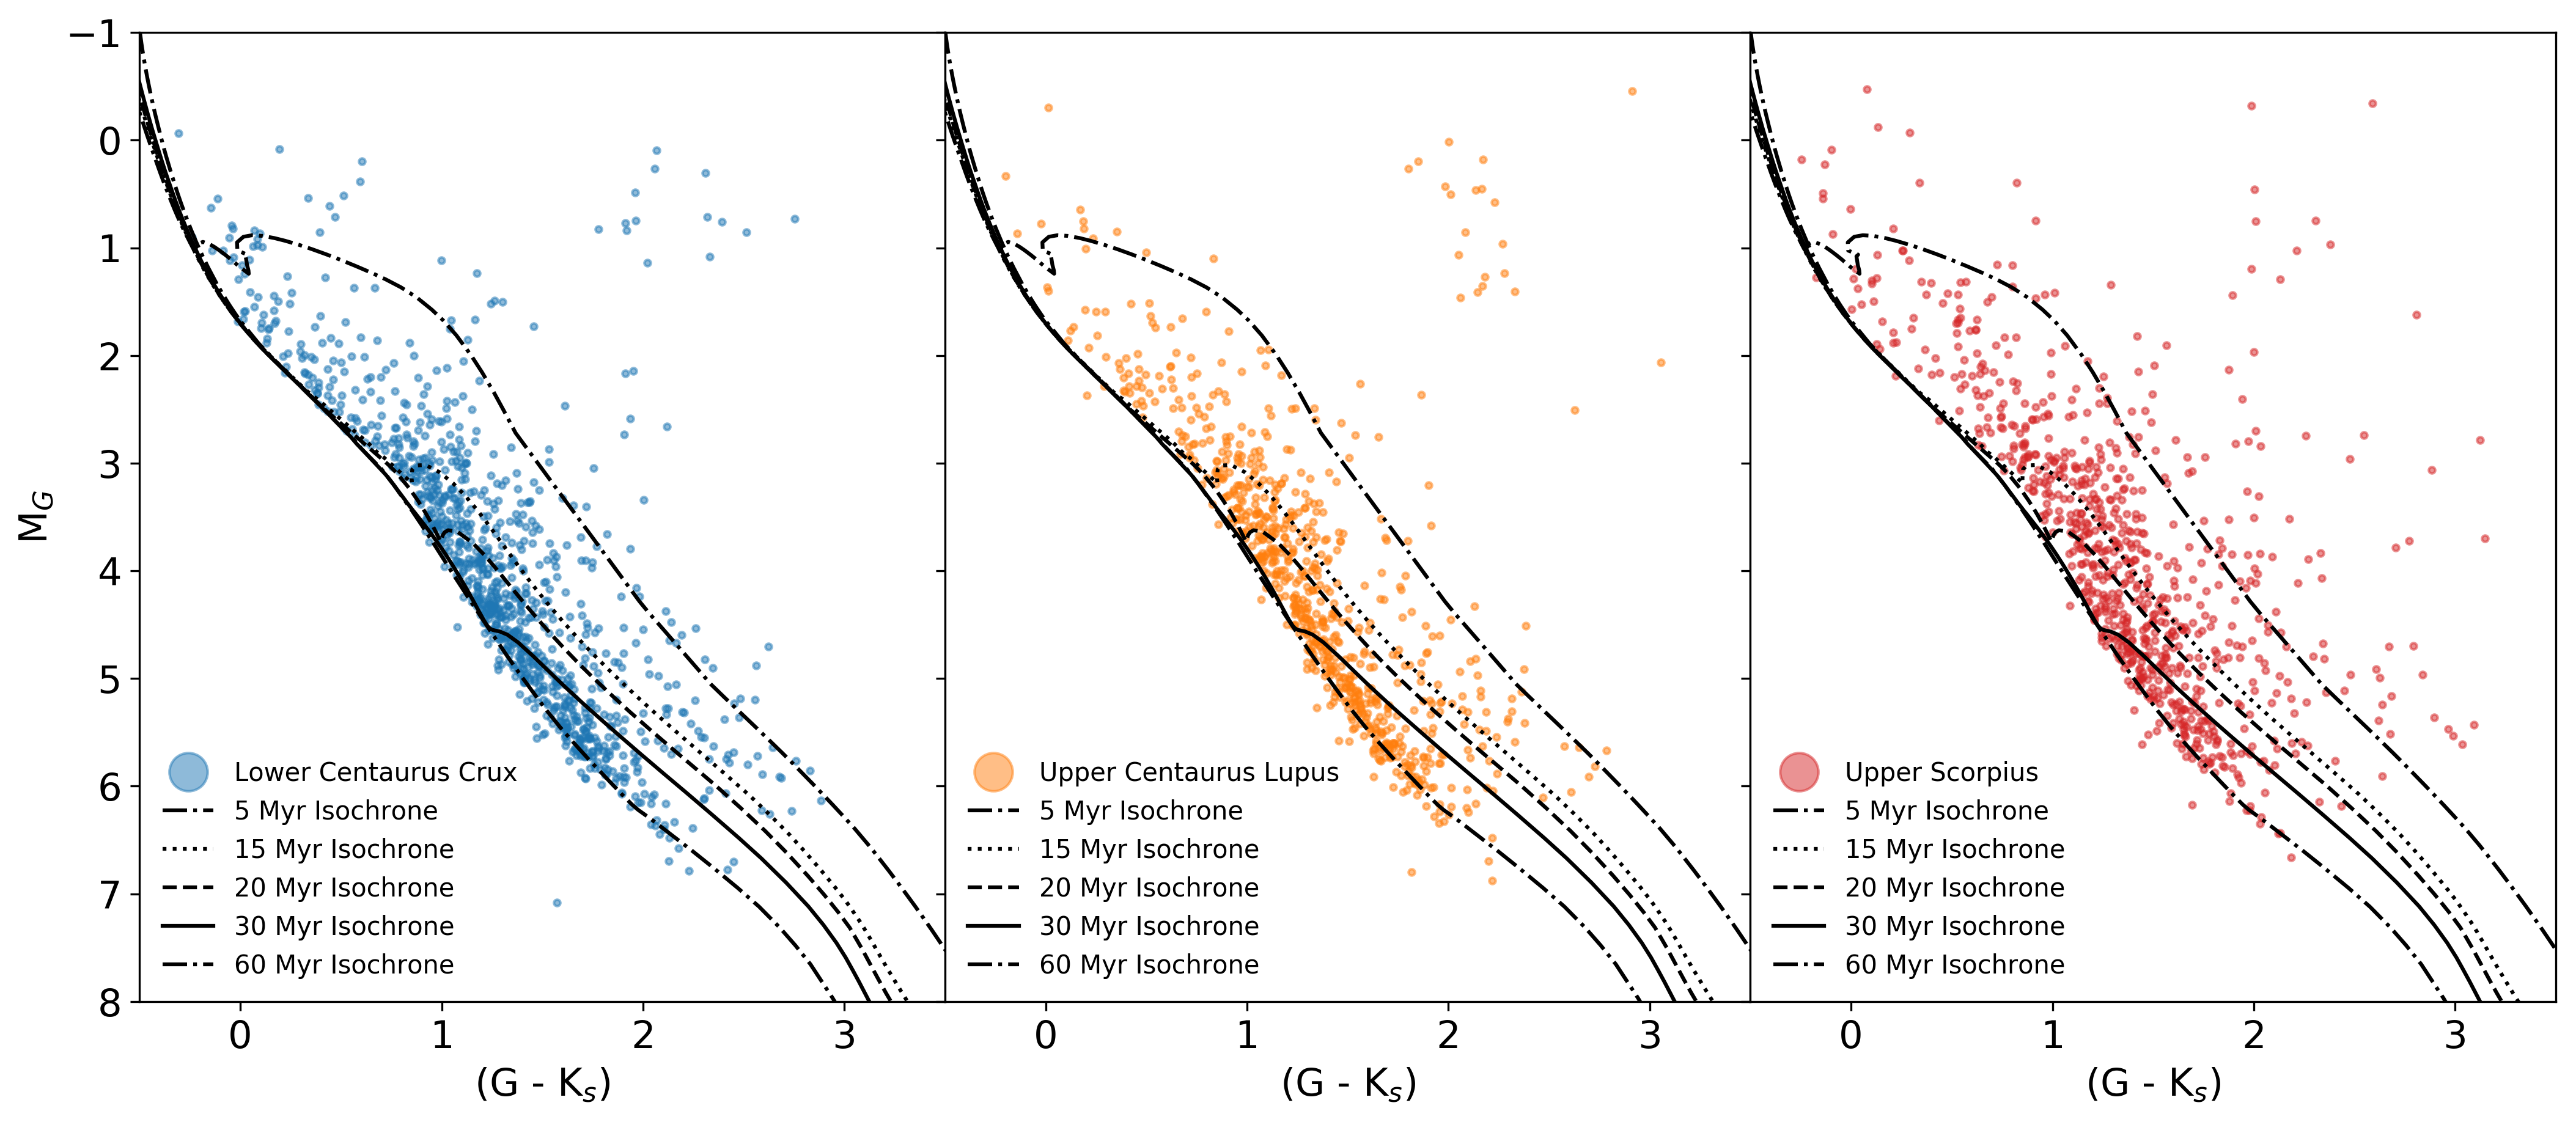 −1
0
1
2
3
4
5
6
7
8
M_G
Lower Centaurus Crux
5 Myr Isochrone
15 Myr Isochrone
20 Myr Isochrone
30 Myr Isochrone
60 Myr Isochrone
0 1 2 3
(G - K_s)
Upper Centaurus Lupus
5 Myr Isochrone
15 Myr Isochrone
20 Myr Isochrone
30 Myr Isochrone
60 Myr Isochrone
0 1 2 3
(G - K_s)
Upper Scorpius
5 Myr Isochrone
15 Myr Isochrone
20 Myr Isochrone
30 Myr Isochrone
60 Myr Isochrone
0 1 2 3
(G - K_s)